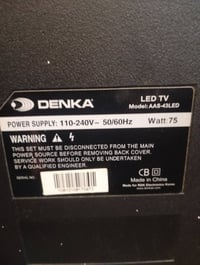 DENKA
LED TV
Model: AAS-43LED
POWER SUPPLY: 110-240V~ 50/60Hz Watt: 75
WARNING
THIS SET MUST BE DISCONNECTED FROM THE MAIN
POWER SOURCE BEFORE REMOVING BACK COVER.
SERVICE WORK SHOULD ONLY BE UNDERTAKEN
BY A QUALIFIED ENGINEER.
SERIAL NO.
CB
Made in China